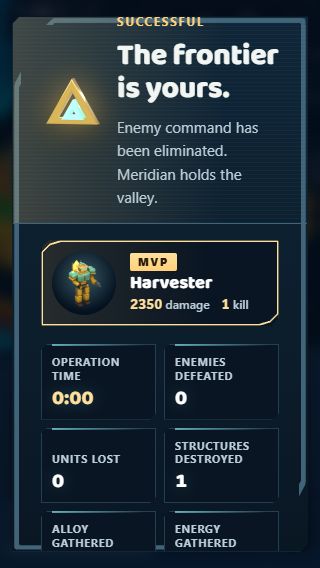 SUCCESSFUL
The frontier
is yours.
Enemy command has
been eliminated.
Meridian holds the
valley.
MVP
Harvester
2350 damage 1 kill
OPERATION
TIME
0:00
ENEMIES
DEFEATED
0
UNITS LOST
0
STRUCTURES
DESTROYED
1
ALLOY
GATHERED
ENERGY
GATHERED